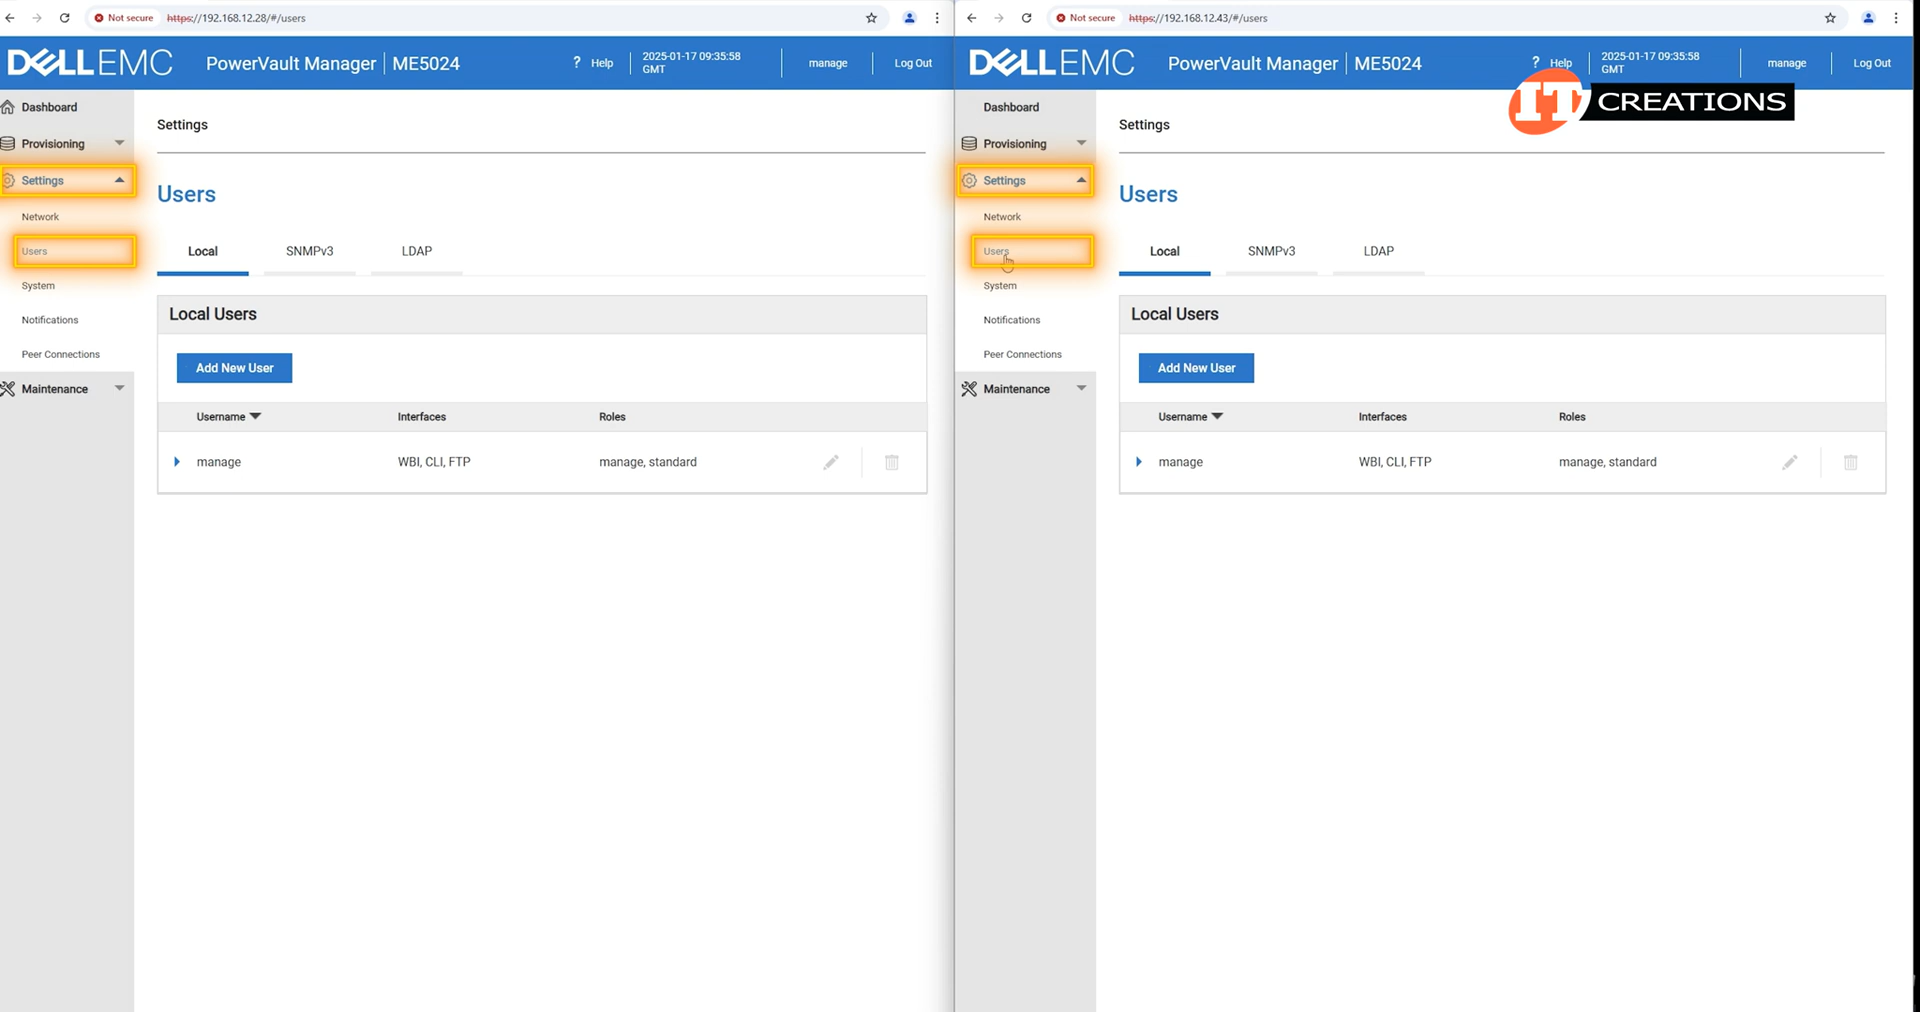 Not secure https://192.168.12.28/#/users
DELLEMC PowerVault Manager | ME5024 ? Help 2025-01-17 09:35:58 GMT manage Log Out
Dashboard
Provisioning
Settings
Network
Users
System
Notifications
Peer Connections
Maintenance
Settings
Users
Local SNMPv3 LDAP
Local Users
Add New User
Username Interfaces Roles
manage WBI, CLI, FTP manage, standard
Not secure https://192.168.12.43/#/users
DELLEMC PowerVault Manager | ME5024 ? Help 2025-01-17 09:35:58 GMT manage Log Out
IT CREATIONS
Dashboard
Provisioning
Settings
Network
Users
System
Notifications
Peer Connections
Maintenance
Settings
Users
Local SNMPv3 LDAP
Local Users
Add New User
Username Interfaces Roles
manage WBI, CLI, FTP manage, standard